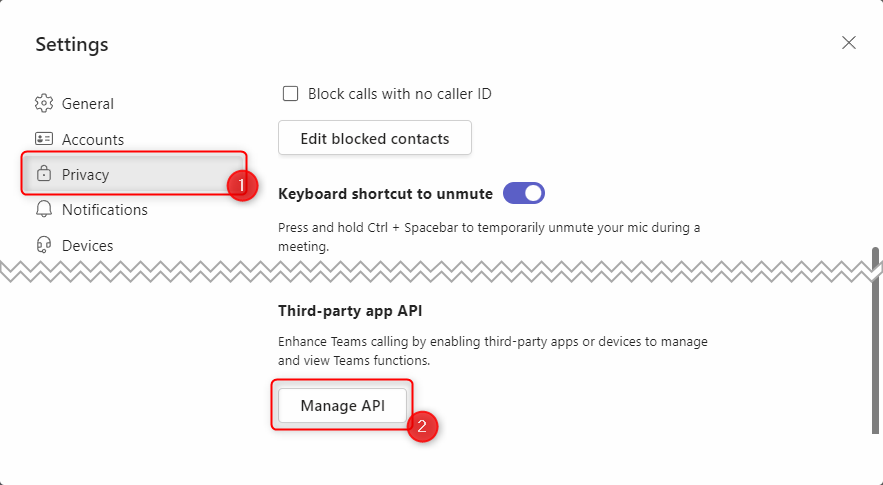 Settings
General
Accounts
Privacy
1
Notifications
Devices
Block calls with no caller ID
Edit blocked contacts
Keyboard shortcut to unmute
Press and hold Ctrl + Spacebar to temporarily unmute your mic during a
meeting.
Third-party app API
Enhance Teams calling by enabling third-party apps or devices to manage
and view Teams functions.
Manage API
2